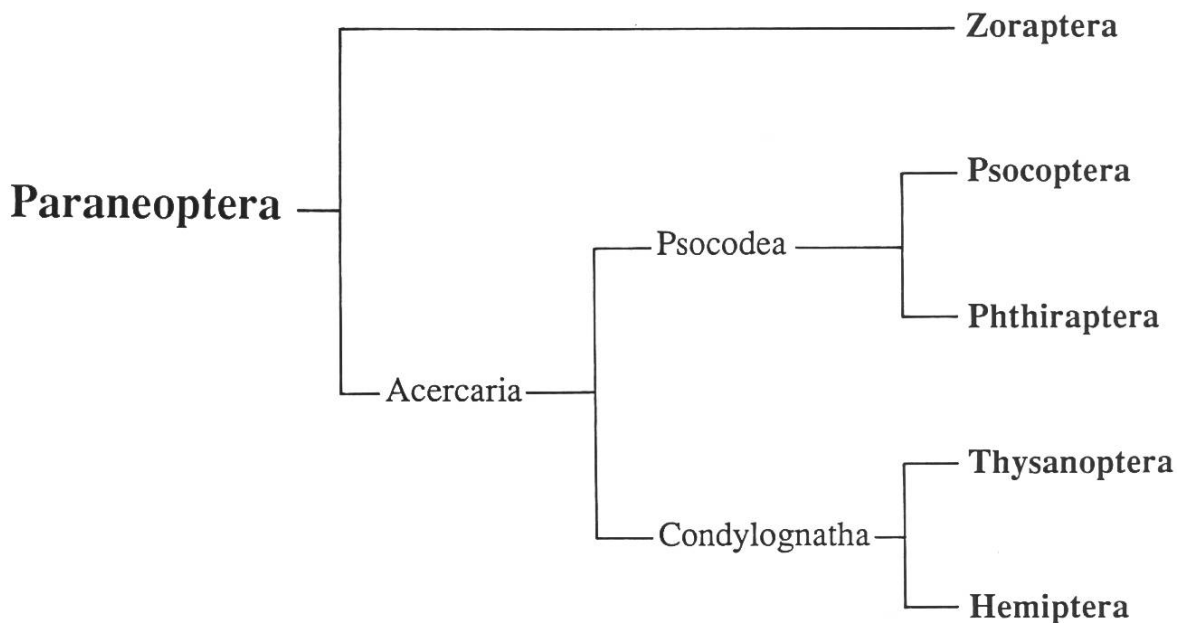 Zoraptera
Psocoptera
Paraneoptera
Psocodea
Phthiraptera
Acercaria
Thysanoptera
Condylognatha
Hemiptera